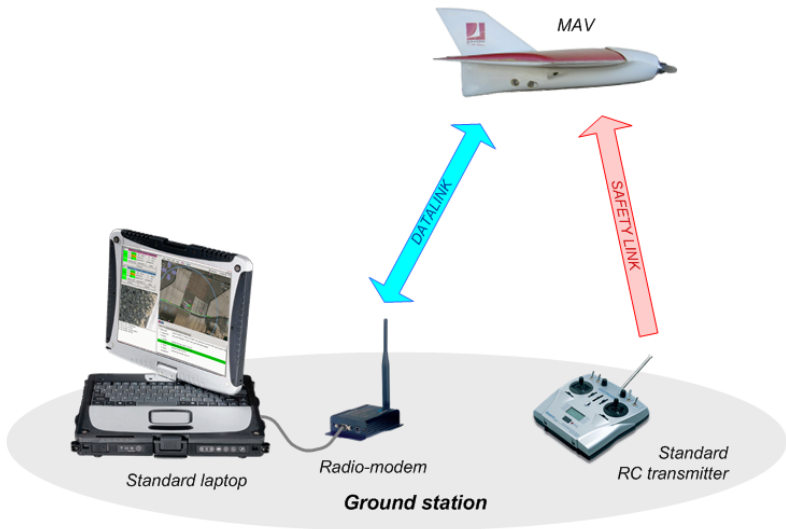 MAV
DATALINK
SAFETY LINK
Standard laptop
Radio-modem
Standard
RC transmitter
Ground station